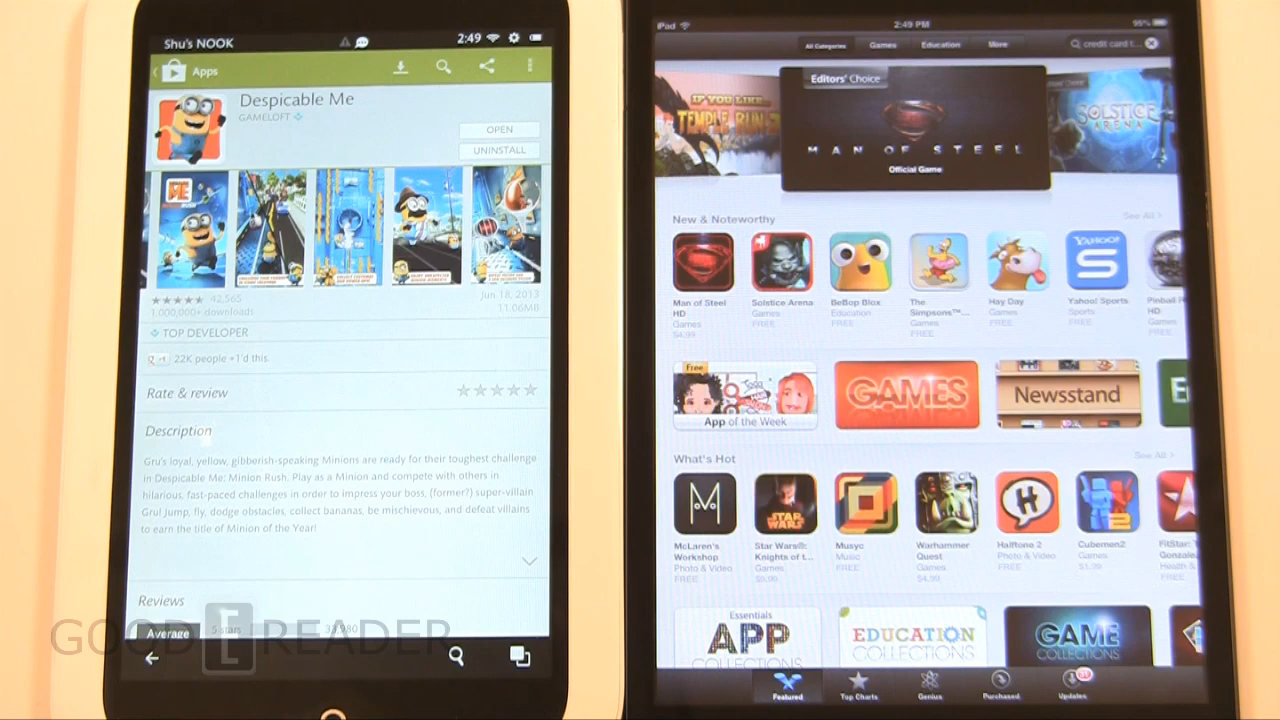 Shu's NOOK
2:49
Apps
Despicable Me
GAMELOFT
OPEN
UNINSTALL
42,565
1,000,000+ downloads
Jun 18, 2013
11.06MB
TOP DEVELOPER
22K people +1'd this.
Rate & review
Description
Gru's loyal, yellow, gibberish-speaking Minions are ready for their toughest challenge
in Despicable Me: Minion Rush. Play as a Minion and compete with others in
hilarious, fast-paced challenges in order to impress your boss, (former?) super-villain
Gru! Jump, fly, dodge obstacles, collect bananas, be mischievous, and defeat villains
to earn the title of Minion of the Year!
Reviews
Average
5 stars
GOOD E READER
iPad
2:49 PM
95%
All Categories
Games
Education
More
credit card t...
IF YOU LIKE...
TEMPLE RUN
Editors' Choice
MAN OF STEEL
Official Game
SOLSTICE
ARENA
New & Noteworthy
See All >
Man of Steel
HD
Games
$4.99
Solstice Arena
Games
FREE
BeBop Blox
Education
FREE
The
Simpsons™...
Games
FREE
Hay Day
Games
FREE
YAHOO!
S
Yahoo! Sports
Sports
FREE
Pinball
HD
Games
FREE
Free
App of the Week
GAMES
Newsstand
What's Hot
See All >
McLaren's
Workshop
Photo & Video
FREE
STAR
WARS
Star Wars®:
Knights of t...
Games
$9.99
Musyc
Music
FREE
Warhammer
Quest
Games
$4.99
H
Halftone 2
Photo & Video
FREE
2
Cubemen2
Games
$1.99
FitStar:
Gonzale
Health &
FREE
Essentials
APP
COLLECTIONS
EDUCATION
COLLECTIONS
GAME
COLLECTIONS
Featured
Top Charts
Genius
Purchased
Updates